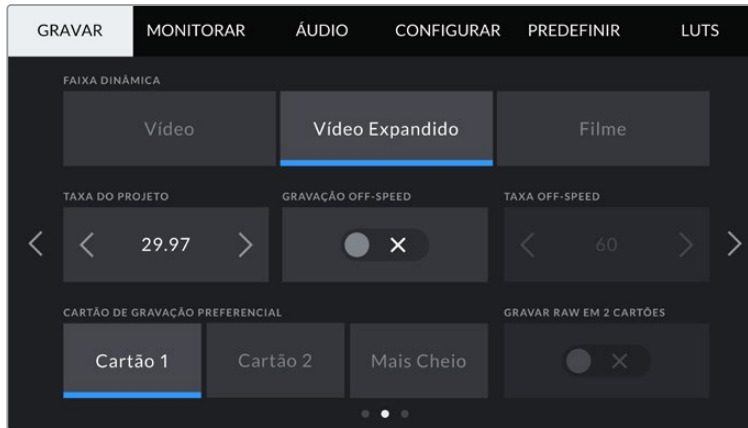 GRAVAR MONITORAR ÁUDIO CONFIGURAR PREDEFINIR LUTS
FAIXA DINÂMICA
Vídeo Vídeo Expandido Filme
TAXA DO PROJETO GRAVAÇÃO OFF-SPEED TAXA OFF-SPEED
29.97 60
CARTÃO DE GRAVAÇÃO PREFERENCIAL GRAVAR RAW EM 2 CARTÕES
Cartão 1 Cartão 2 Mais Cheio